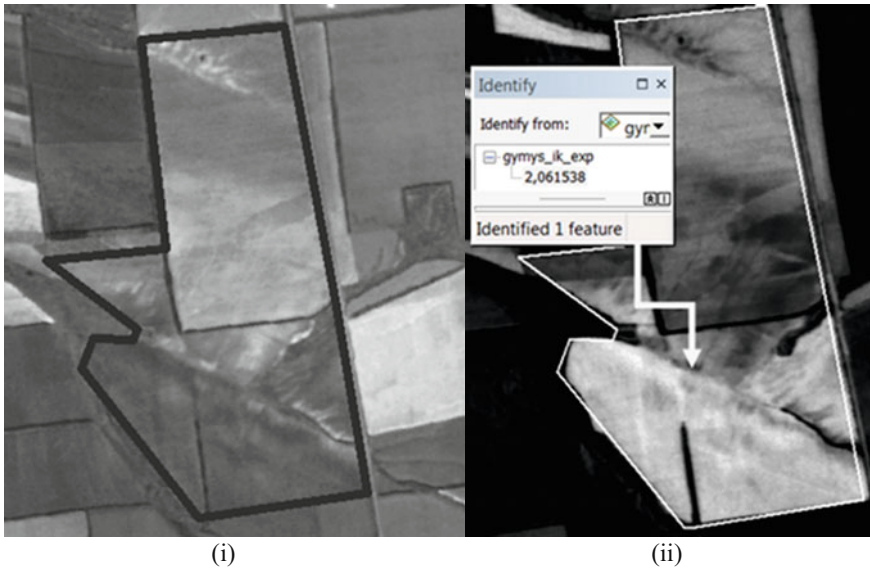 Identify
Identify from: gyr
gymys_ik_exp
2,061538
Identified 1 feature
(i) (ii)